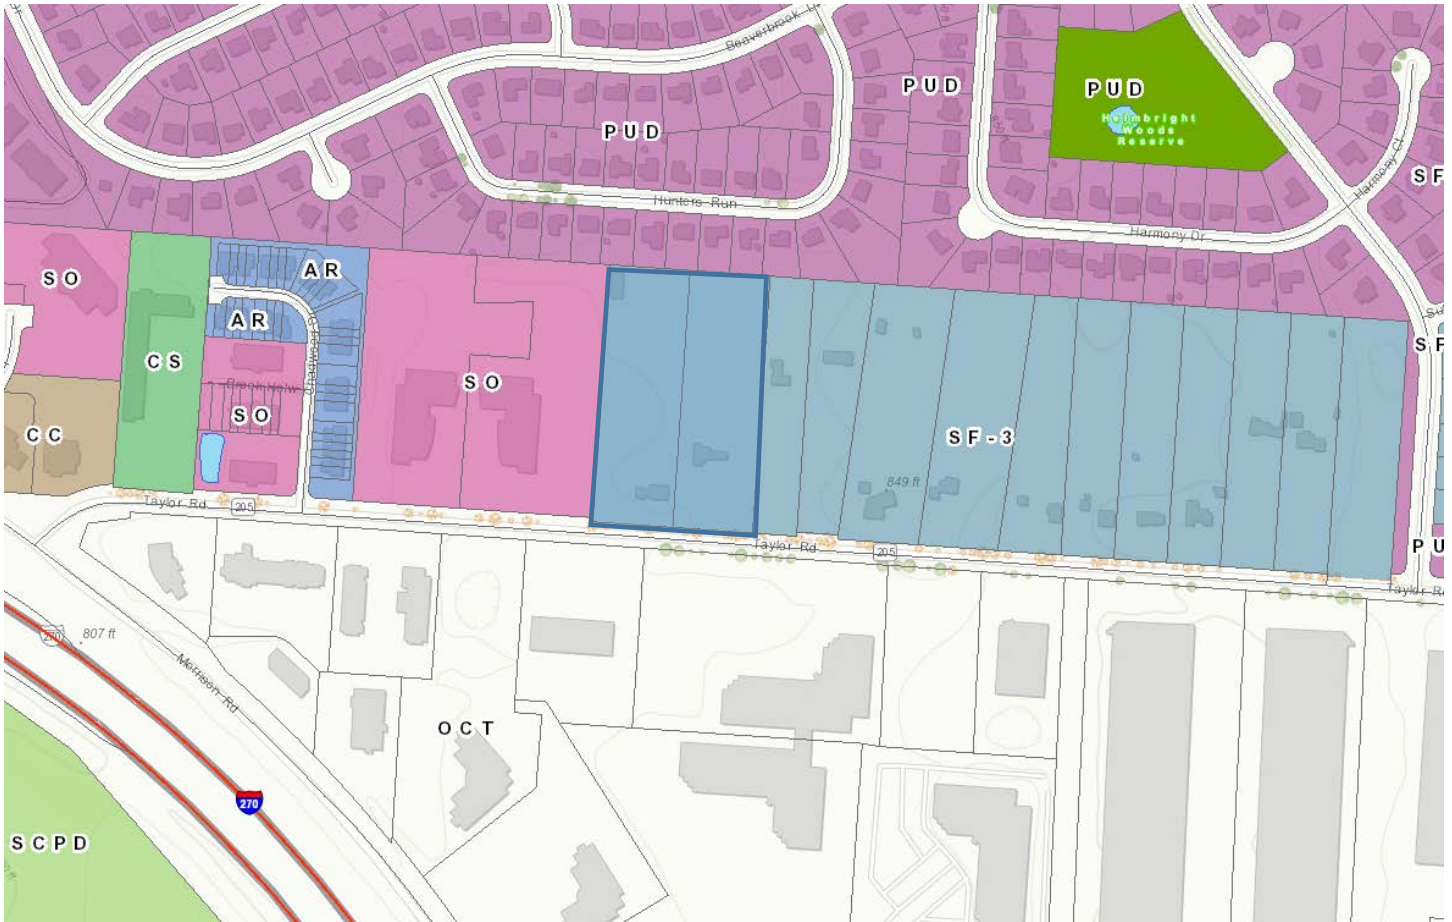 Beaverbrook
PUD
PUD
PUD
Heimbright
Woods
Reserve
Harmony Ct
SF
Hunters Run
Harmony Dr
SO
AR
AR
CS
SO
SO
CC
SF-3
849 ft
SF
PU
Taylor Rd
205
Taylor Rd
205
Taylor Rd
270
807 ft
Morrison Rd
OCT
270
SCPD